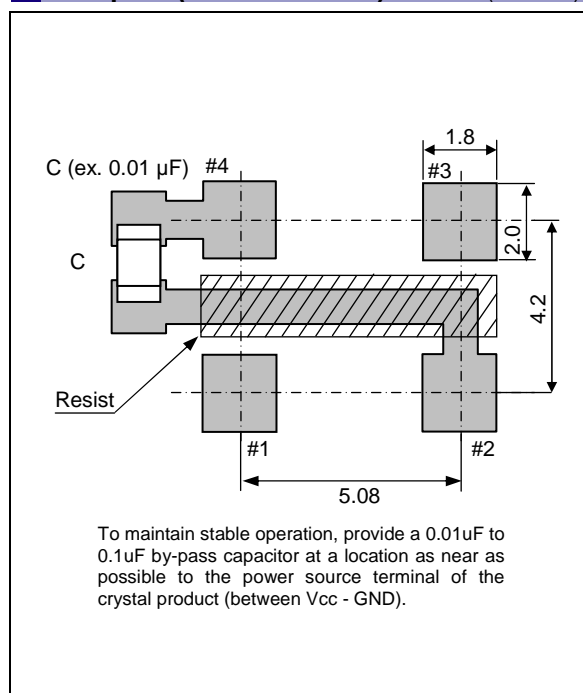 1.8
C (ex. 0.01 µF) #4
#3
2.0
C
4.2
Resist
#1
#2
5.08
To maintain stable operation, provide a 0.01uF to
0.1uF by-pass capacitor at a location as near as
possible to the power source terminal of the
crystal product (between Vcc - GND).